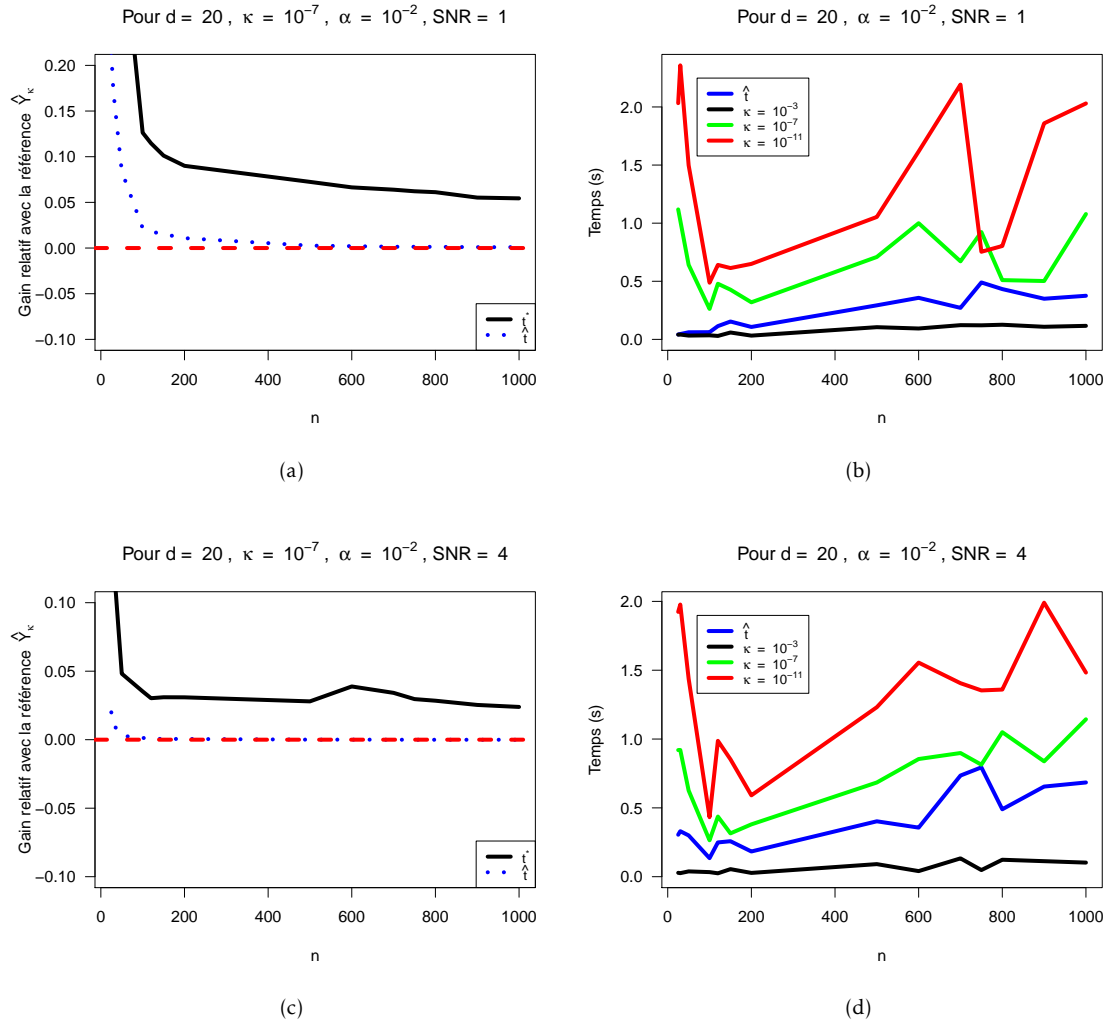 Pour d = 20 , κ = 10⁻⁷ , α = 10⁻² , SNR = 1
Gain relatif avec la référence Ŷκ
0.20
0.15
0.10
0.05
0.00
−0.05
−0.10
t*
t̂
0 200 400 600 800 1000
n
(a)
Pour d = 20 , α = 10⁻² , SNR = 1
Temps (s)
2.0
1.5
1.0
0.5
0.0
t̂
κ = 10⁻³
κ = 10⁻⁷
κ = 10⁻¹¹
0 200 400 600 800 1000
n
(b)
Pour d = 20 , κ = 10⁻⁷ , α = 10⁻² , SNR = 4
Gain relatif avec la référence Ŷκ
0.10
0.05
0.00
−0.05
−0.10
t*
t̂
0 200 400 600 800 1000
n
(c)
Pour d = 20 , α = 10⁻² , SNR = 4
Temps (s)
2.0
1.5
1.0
0.5
0.0
t̂
κ = 10⁻³
κ = 10⁻⁷
κ = 10⁻¹¹
0 200 400 600 800 1000
n
(d)